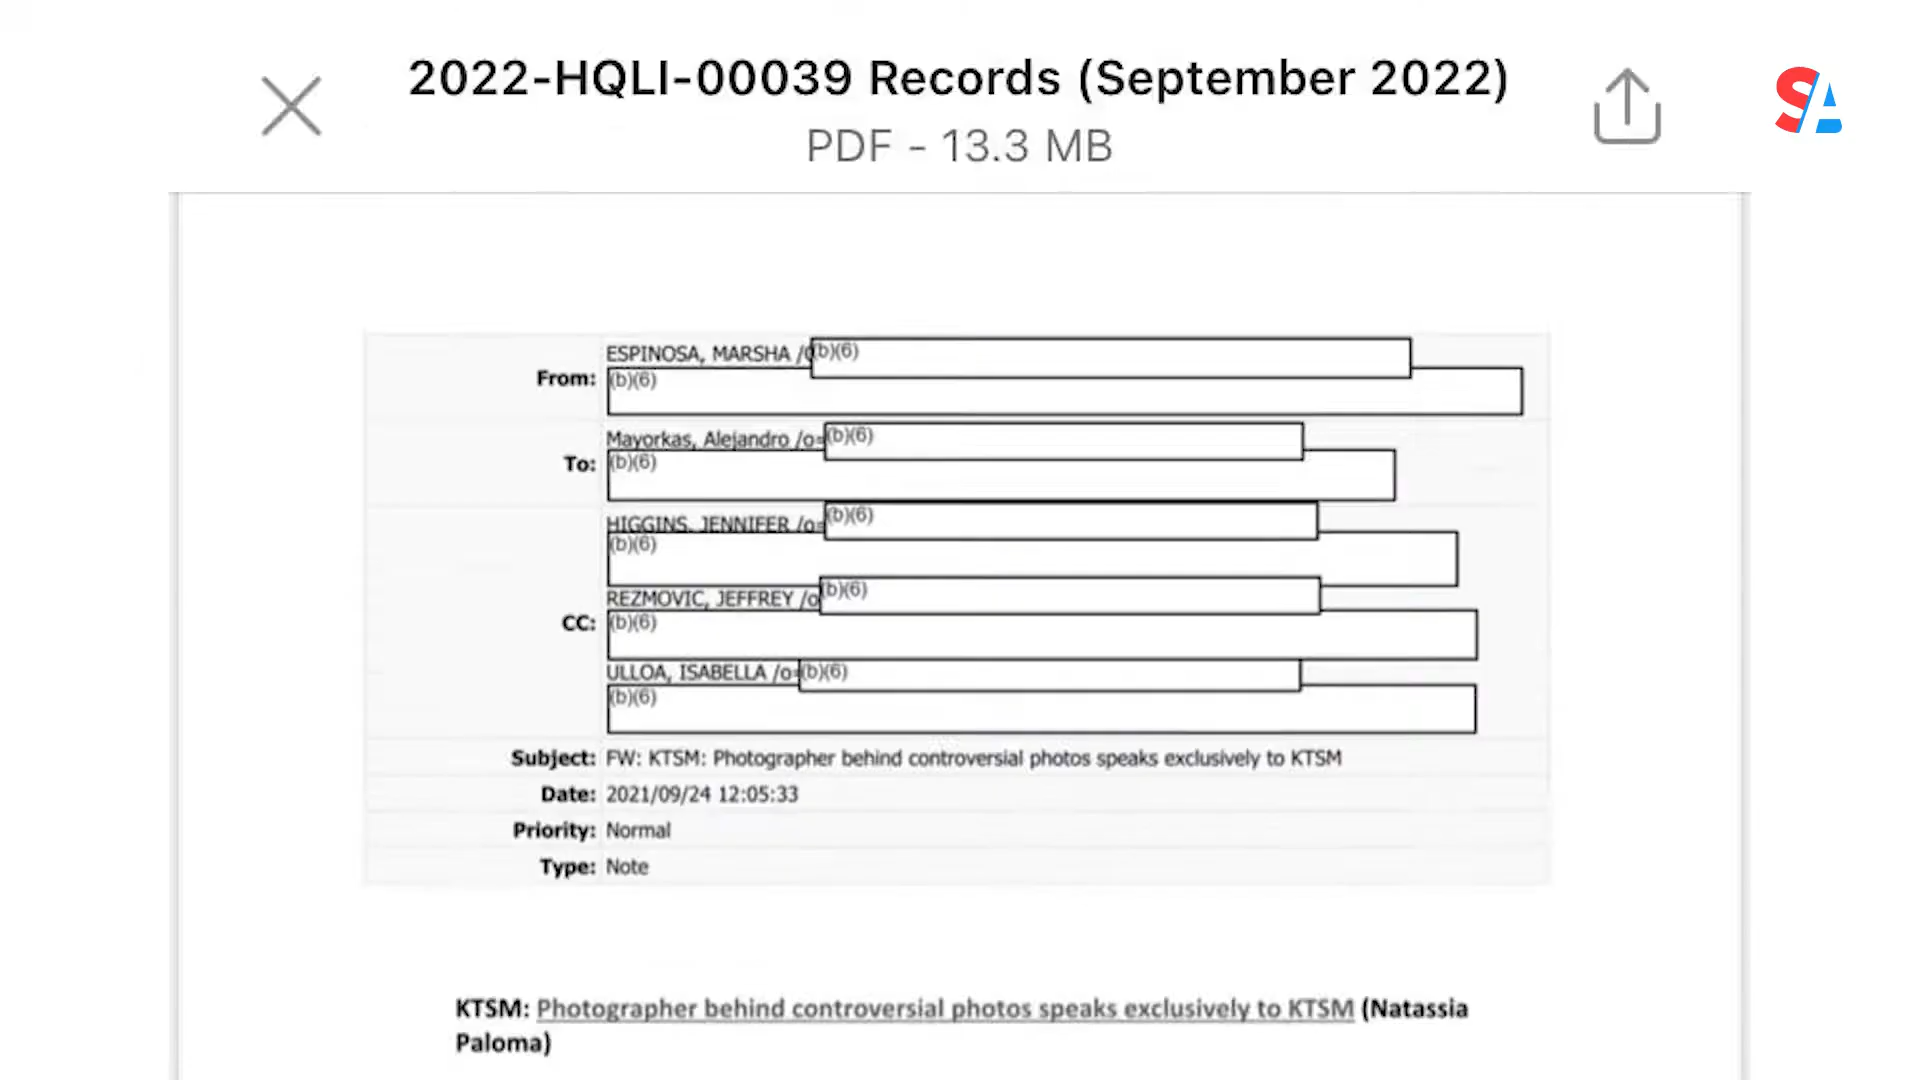 2022-HQLI-00039 Records (September 2022)
PDF - 13.3 MB
SA
From: ESPINOSA, MARSHA /o (b)(6)
(b)(6)
To: Mayorkas, Alejandro /o= (b)(6)
(b)(6)
CC: HIGGINS, JENNIFER /o= (b)(6)
(b)(6)
REZMOVIC, JEFFREY /o (b)(6)
(b)(6)
ULLOA, ISABELLA /o= (b)(6)
(b)(6)
Subject: FW: KTSM: Photographer behind controversial photos speaks exclusively to KTSM
Date: 2021/09/24 12:05:33
Priority: Normal
Type: Note
KTSM: Photographer behind controversial photos speaks exclusively to KTSM (Natassia
Paloma)